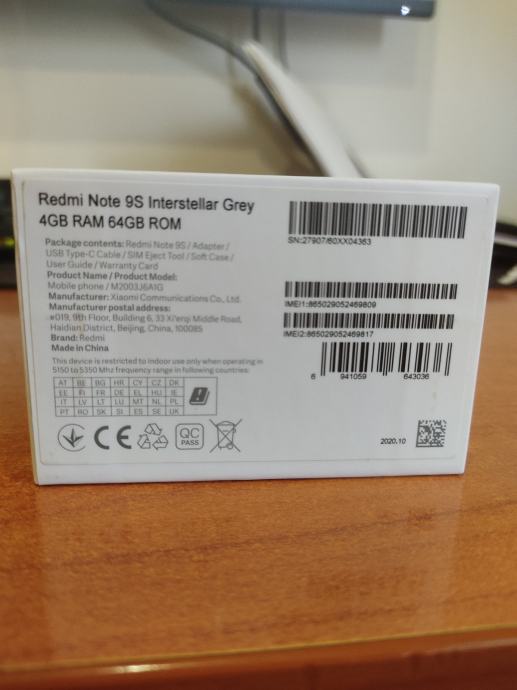 Redmi Note 9S Interstellar Grey
4GB RAM 64GB ROM
Package contents: Redmi Note 9S / Adapter /
USB Type-C Cable / SIM Eject Tool / Soft Case /
User Guide / Warranty Card
Product Name / Product Model:
Mobile phone / M2003J6A1G
Manufacturer: Xiaomi Communications Co., Ltd.
Manufacturer postal address:
#019, 9th Floor, Building 6, 33 Xi'erqi Middle Road,
Haidian District, Beijing, China, 100085
Brand: Redmi
Made in China
This device is restricted to indoor use only when operating in
5150 to 5350 Mhz frequency range in following countries:
AT BE BG HR CY CZ DK
EE FI FR DE EL HU IE
IT LV LT LU MT NL PL
PT RO SK SI ES SE UK
CE
QC
PASS
SN:27907/60XX04363
IMEI1:865029052469809
IMEI2:865029052469817
6 941059 643036
2020.10